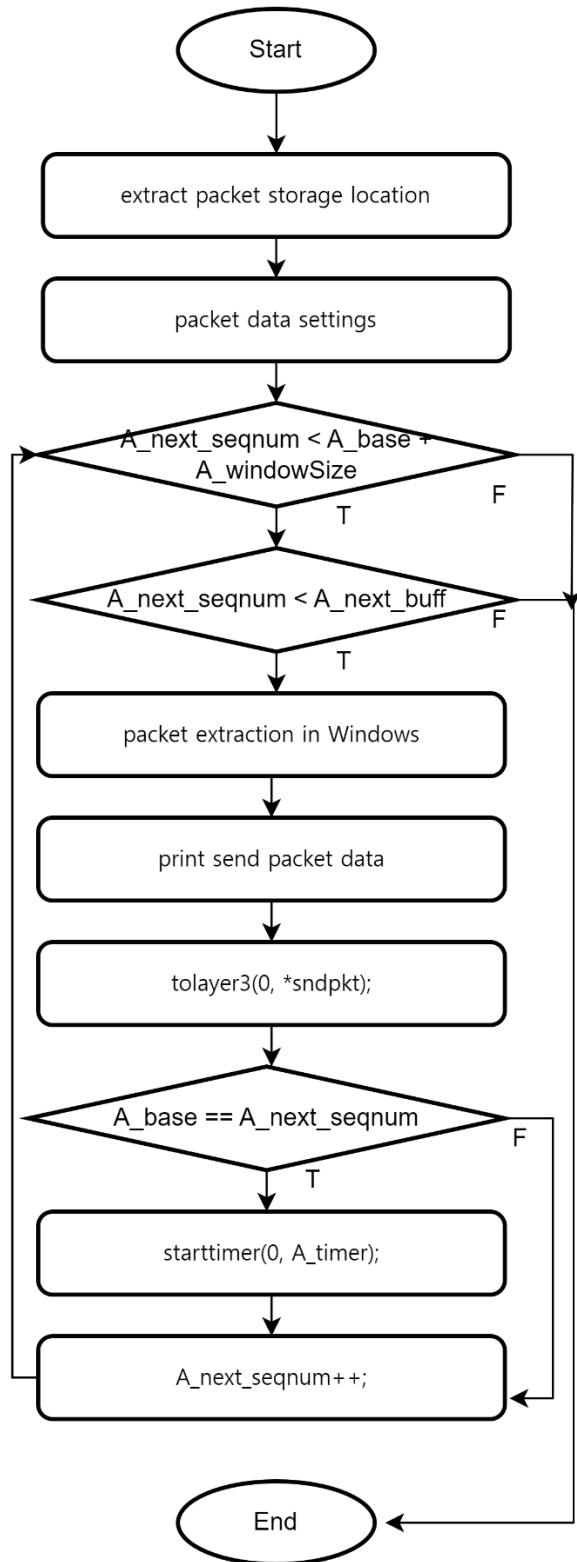 Start
extract packet storage location
packet data settings
A_next_seqnum < A_base +
A_windowSize
F
T
A_next_seqnum < A_next_buff
F
T
packet extraction in Windows
print send packet data
tolayer3(0, *sndpkt);
A_base == A_next_seqnum
F
T
starttimer(0, A_timer);
A_next_seqnum++;
End